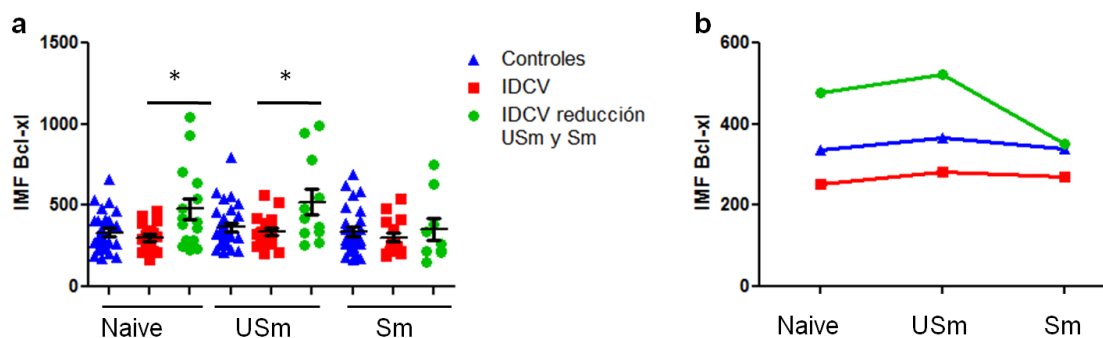 a
1500
1000
500
0
IMF Bcl-xl
*
*
Controles
IDCV
IDCV reducción
USm y Sm
Naive
USm
Sm
b
600
400
200
0
IMF Bcl-xl
Naive
USm
Sm